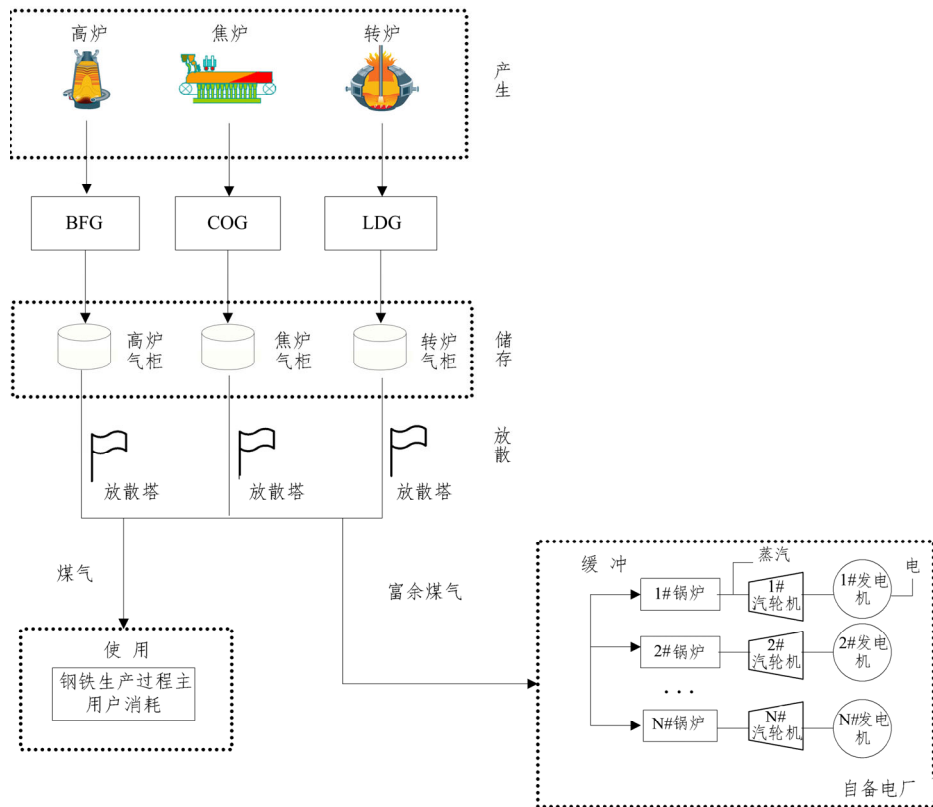 高炉
焦炉
转炉
产生
BFG
COG
LDG
高炉
气柜
焦炉
气柜
转炉
气柜
储存
放散
放散塔
放散塔
放散塔
煤气
富余煤气
使 用
钢铁生产过程主
用户消耗
缓 冲
蒸汽
电
1#锅炉
1#
汽轮机
1#发电
机
2#锅炉
2#
汽轮机
2#发电
机
...
N#锅炉
N#
汽轮机
N#发电
机
自备电厂